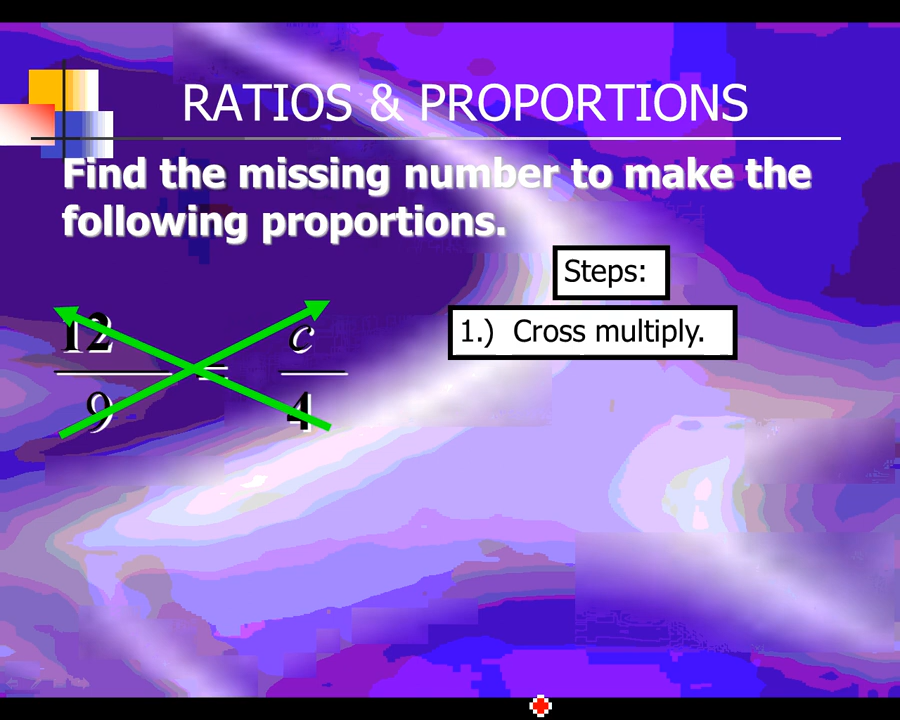 RATIOS & PROPORTIONS
Find the missing number to make the
following proportions.
Steps:
1.) Cross multiply.
12 = c
9 4